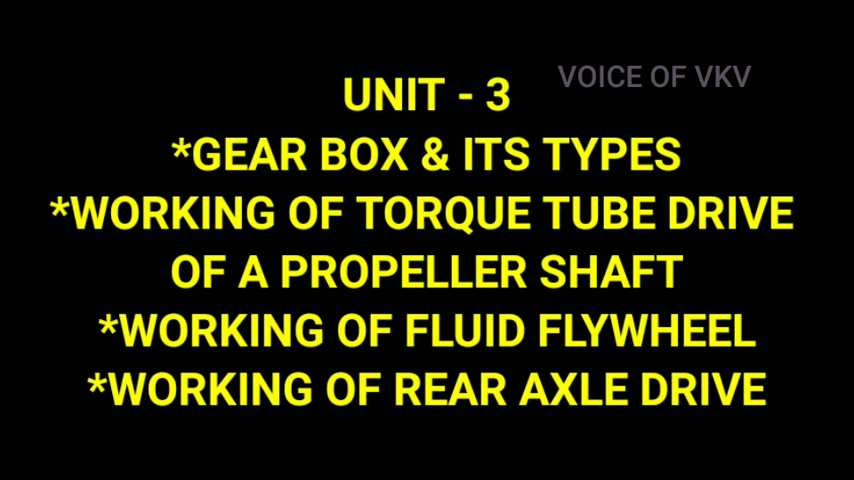 VOICE OF VKV
UNIT - 3
*GEAR BOX & ITS TYPES
*WORKING OF TORQUE TUBE DRIVE
OF A PROPELLER SHAFT
*WORKING OF FLUID FLYWHEEL
*WORKING OF REAR AXLE DRIVE